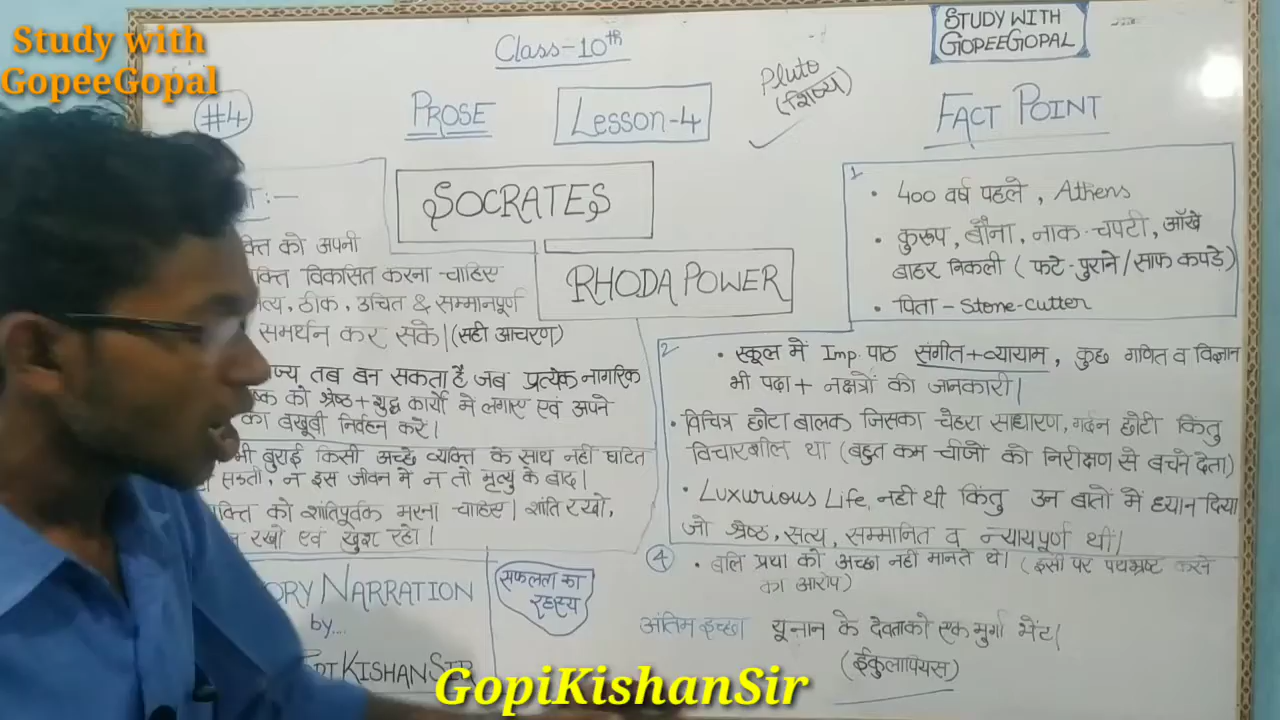 Study with
GopeeGopal
Class-10th
STUDY WITH
GOPEEGOPAL
#4
PROSE
Lesson-4
Pluto
(शिष्य)
FACT POINT
SOCRATES
RHODA POWER
को अपनी
विकसित करना चाहिए
ठीक, उचित & सम्मानपूर्ण
समर्थन कर सके। (सही आचरण)
तब बन सकता है जब प्रत्येक नागरिक
को श्रेष्ठ + शुद्ध कार्यों में लगाए एवं अपने
का बखूबी निर्वहन करे।
भी बुराई किसी अच्छे व्यक्ति के साथ नही घटित
सकती, न इस जीवन में न तो मृत्यु के बाद।
को शांतिपूर्वक मरना चाहिए। शांति रखो,
रखो एवं खुश रहो।
NARRATION
by....
KISHAN SIR
सफलता का
रहस्य
1
• 400 वर्ष पहले, Athens
• कुरूप, बौना, नाक-चपटी, आँखे
बाहर निकली (फटे-पुराने/साफ कपडे)
• पिता - Stone-cutter
2
• स्कूल में Imp. पाठ संगीत+व्यायाम, कुछ गणित व विज्ञान
भी पढ़ा + नक्षत्रों की जानकारी।
• विचित्र छोटा बालक जिसका चेहरा साधारण, गर्दन छोटी किंतु
विचारशील था (बहुत कम चीजों को निरीक्षण से बचने देता)
• Luxurious Life, नही थी किंतु उन बातों में ध्यान दिया
जो श्रेष्ठ, सत्य, सम्मानित व न्यायपूर्ण थीं।
4
• बलि प्रथा को अच्छा नही मानते थे। (इसी पर पथभ्रष्ट करने
का आरोप)
अंतिम इच्छा यूनान के देवता को एक मुर्गा भेंट।
(ईकुलापियस)
GopiKishanSir